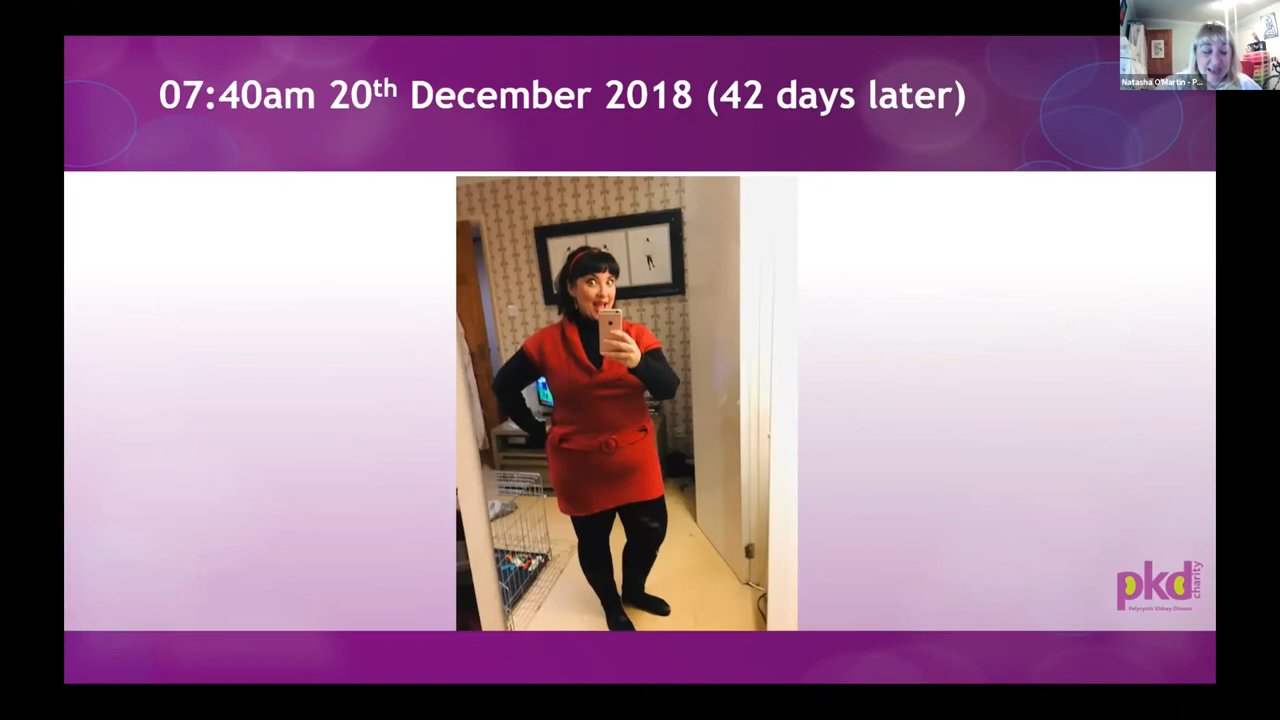 Natasha O'Martin - P...
07:40am 20th December 2018 (42 days later)
pkd
charity
Polycystic Kidney Disease